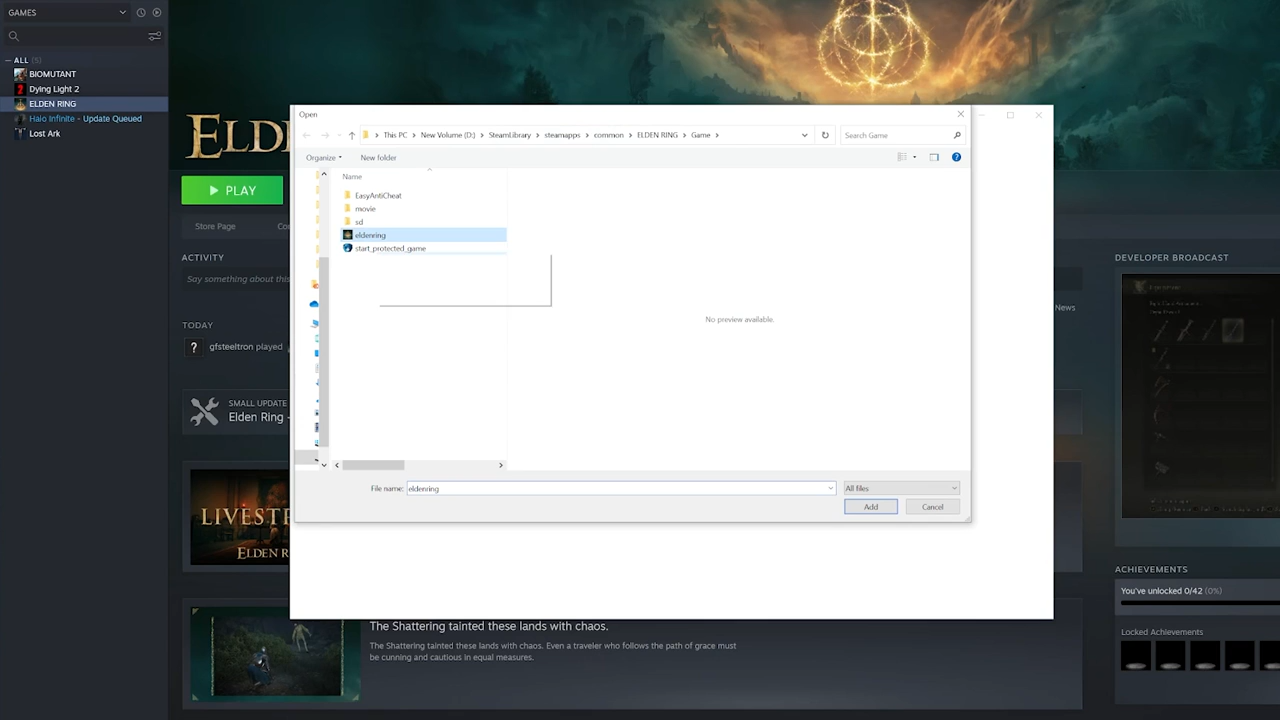 GAMES
ALL (5)
BIOMUTANT
Dying Light 2
ELDEN RING
Halo Infinite - Update Queued
Lost Ark
ELD
PLAY
Store Page
ACTIVITY
Say something about this
TODAY
?
gfsteeltron played
SMALL UPDATE
Elden Ring -
LIVEST
ELDEN R
The Shattering tainted these lands with chaos.
The Shattering tainted these lands with chaos. Even a traveler who follows the path of grace must
be cunning and cautious in equal measures.
Open
This PC > New Volume (D:) > SteamLibrary > steamapps > common > ELDEN RING > Game >
Search Game
Organize
New folder
?
Name
EasyAntiCheat
movie
sd
eldenring
start_protected_game
No preview available.
File name: eldenring
All files
Add
Cancel
DEVELOPER BROADCAST
News
ACHIEVEMENTS
You've unlocked 0/42 (0%)
Locked Achievements